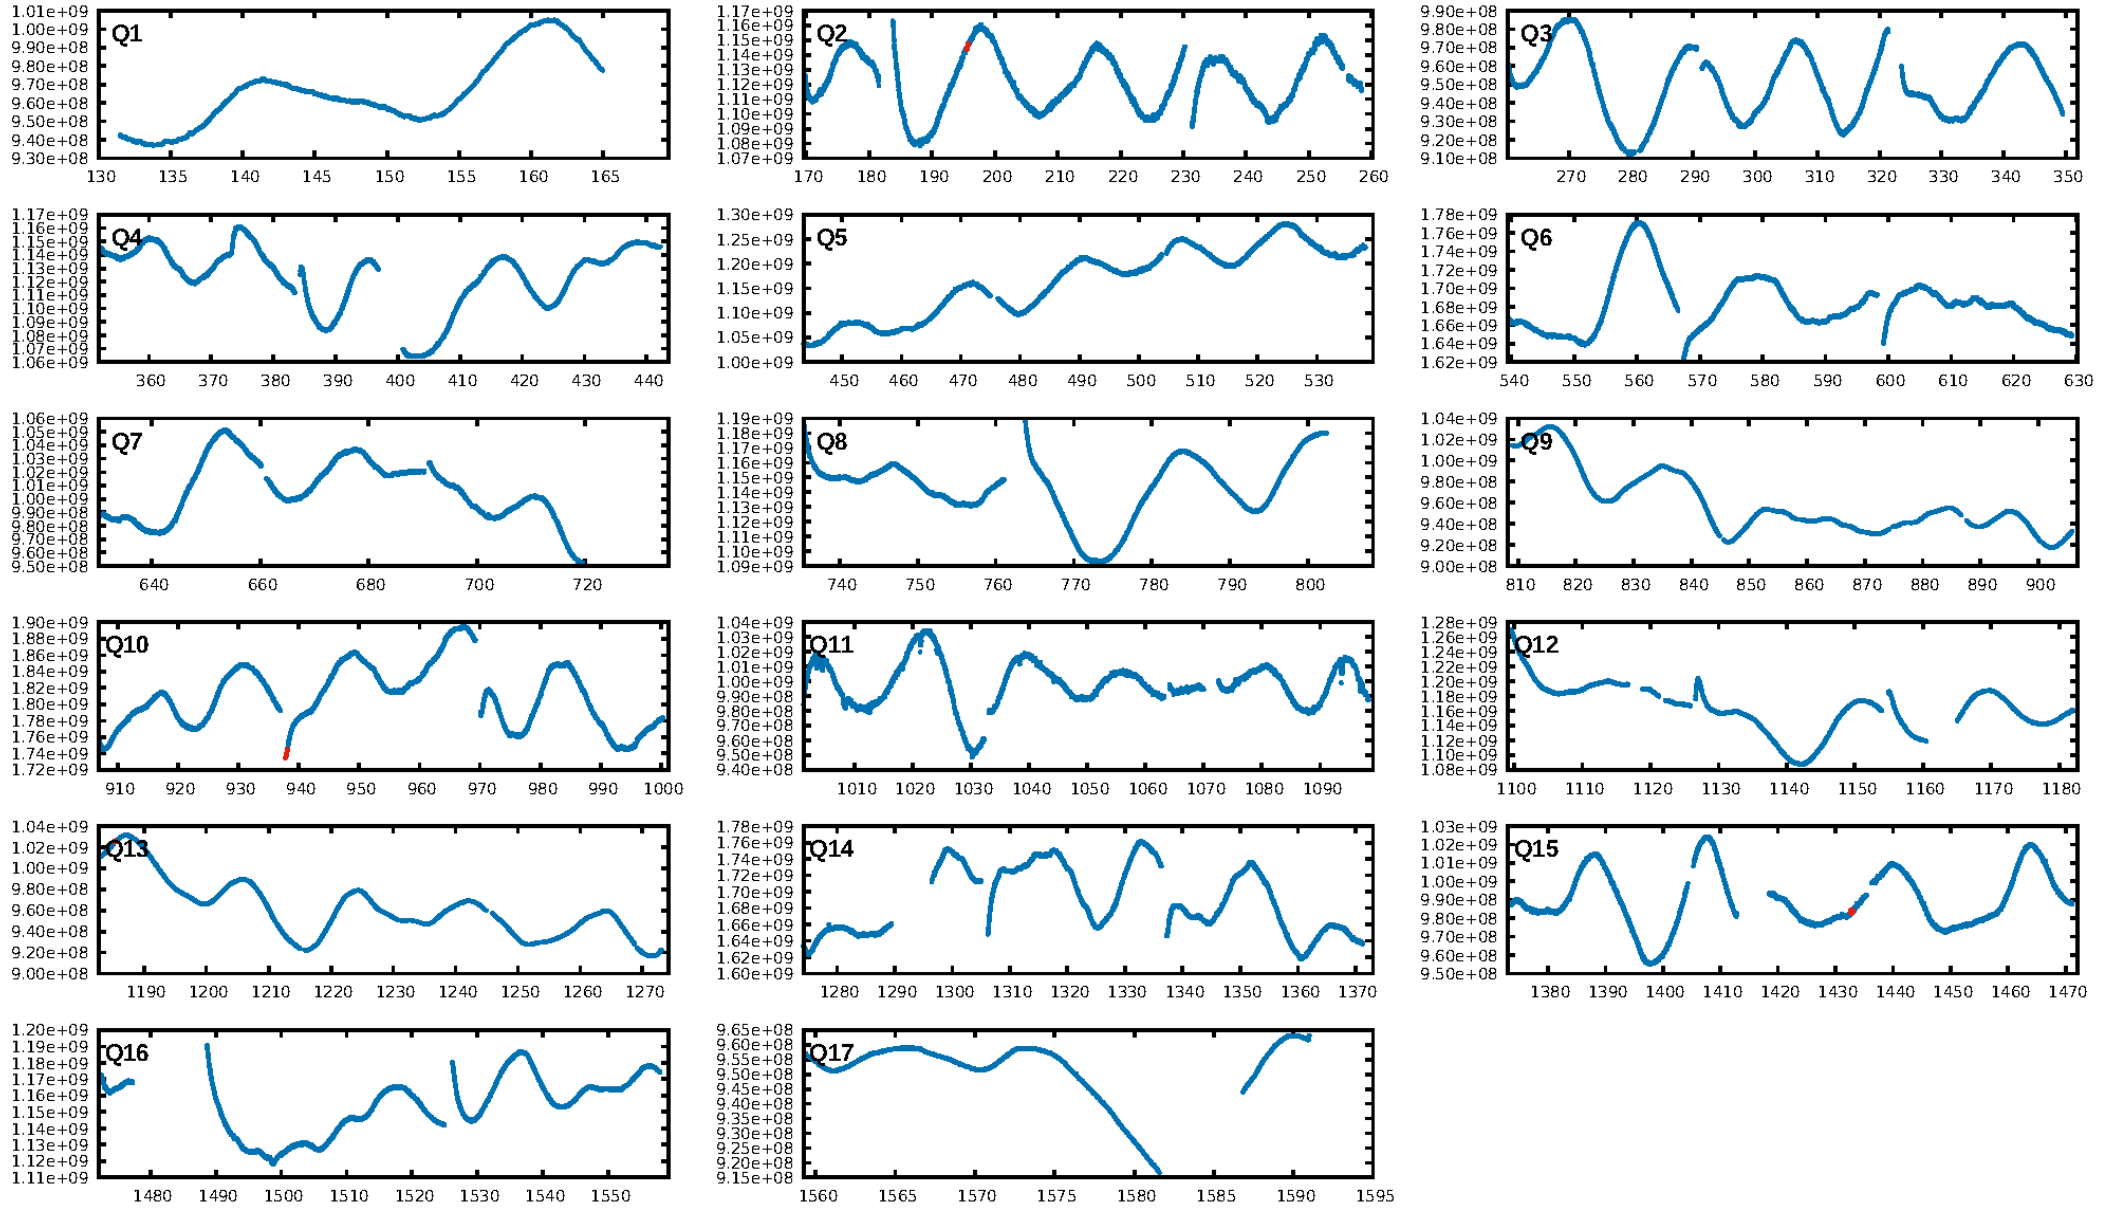 1.01e+09
1.00e+09
9.90e+08
9.80e+08
9.70e+08
9.60e+08
9.50e+08
9.40e+08
9.30e+08
Q1
130 135 140 145 150 155 160 165
1.17e+09
1.16e+09
1.15e+09
1.14e+09
1.13e+09
1.12e+09
1.11e+09
1.10e+09
1.09e+09
1.08e+09
1.07e+09
Q2
170 180 190 200 210 220 230 240 250 260
9.90e+08
9.80e+08
9.70e+08
9.60e+08
9.50e+08
9.40e+08
9.30e+08
9.20e+08
9.10e+08
Q3
270 280 290 300 310 320 330 340 350
1.17e+09
1.16e+09
1.15e+09
1.14e+09
1.13e+09
1.12e+09
1.11e+09
1.10e+09
1.09e+09
1.08e+09
1.07e+09
1.06e+09
Q4
360 370 380 390 400 410 420 430 440
1.30e+09
1.25e+09
1.20e+09
1.15e+09
1.10e+09
1.05e+09
1.00e+09
Q5
450 460 470 480 490 500 510 520 530
1.78e+09
1.76e+09
1.74e+09
1.72e+09
1.70e+09
1.68e+09
1.66e+09
1.64e+09
1.62e+09
Q6
540 550 560 570 580 590 600 610 620 630
1.06e+09
1.05e+09
1.04e+09
1.03e+09
1.02e+09
1.01e+09
1.00e+09
9.90e+08
9.80e+08
9.70e+08
9.60e+08
9.50e+08
Q7
640 660 680 700 720
1.19e+09
1.18e+09
1.17e+09
1.16e+09
1.15e+09
1.14e+09
1.13e+09
1.12e+09
1.11e+09
1.10e+09
1.09e+09
Q8
740 750 760 770 780 790 800
1.04e+09
1.02e+09
1.00e+09
9.80e+08
9.60e+08
9.40e+08
9.20e+08
9.00e+08
Q9
810 820 830 840 850 860 870 880 890 900
1.90e+09
1.88e+09
1.86e+09
1.84e+09
1.82e+09
1.80e+09
1.78e+09
1.76e+09
1.74e+09
1.72e+09
Q10
910 920 930 940 950 960 970 980 990 1000
1.04e+09
1.03e+09
1.02e+09
1.01e+09
1.00e+09
9.90e+08
9.80e+08
9.70e+08
9.60e+08
9.50e+08
9.40e+08
Q11
1010 1020 1030 1040 1050 1060 1070 1080 1090
1.28e+09
1.26e+09
1.24e+09
1.22e+09
1.20e+09
1.18e+09
1.16e+09
1.14e+09
1.12e+09
1.10e+09
1.08e+09
Q12
1100 1110 1120 1130 1140 1150 1160 1170 1180
1.04e+09
1.02e+09
1.00e+09
9.80e+08
9.60e+08
9.40e+08
9.20e+08
9.00e+08
Q13
1190 1200 1210 1220 1230 1240 1250 1260 1270
1.78e+09
1.76e+09
1.74e+09
1.72e+09
1.70e+09
1.68e+09
1.66e+09
1.64e+09
1.62e+09
1.60e+09
Q14
1280 1290 1300 1310 1320 1330 1340 1350 1360 1370
1.03e+09
1.02e+09
1.01e+09
1.00e+09
9.90e+08
9.80e+08
9.70e+08
9.60e+08
9.50e+08
Q15
1380 1390 1400 1410 1420 1430 1440 1450 1460 1470
1.20e+09
1.19e+09
1.18e+09
1.17e+09
1.16e+09
1.15e+09
1.14e+09
1.13e+09
1.12e+09
1.11e+09
Q16
1480 1490 1500 1510 1520 1530 1540 1550
9.65e+08
9.60e+08
9.55e+08
9.50e+08
9.45e+08
9.40e+08
9.35e+08
9.30e+08
9.25e+08
9.20e+08
9.15e+08
Q17
1560 1565 1570 1575 1580 1585 1590 1595